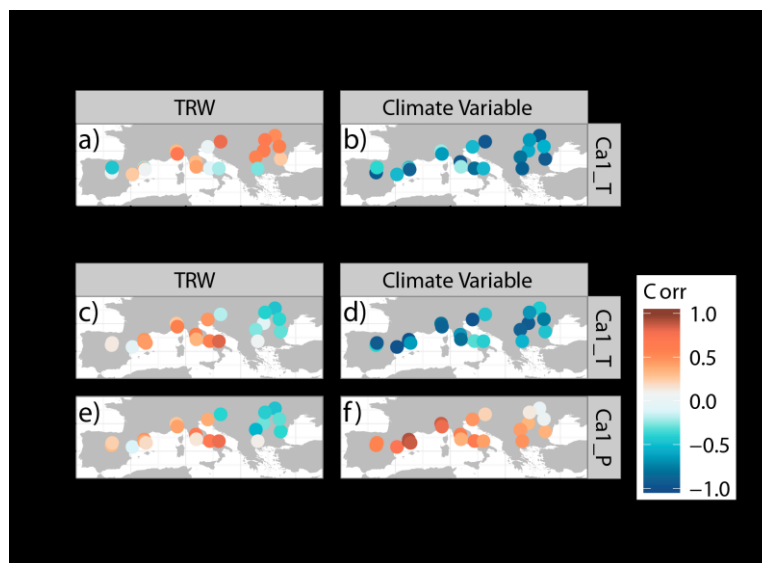 TRW Climate Variable
a) b) Ca1_T
TRW Climate Variable
c) d) Ca1_T
e) f) Ca1_P
Corr
1.0
0.5
0.0
−0.5
−1.0